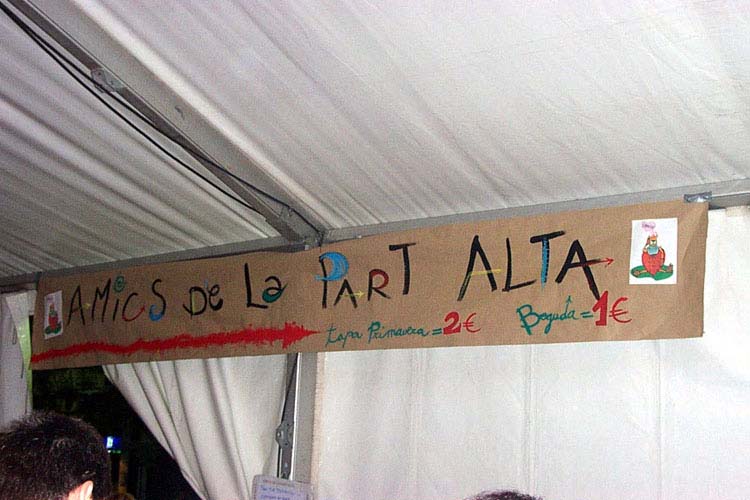 AMiCS De La PART ALTA
tapa Primavera = 2€
Beguda = 1€